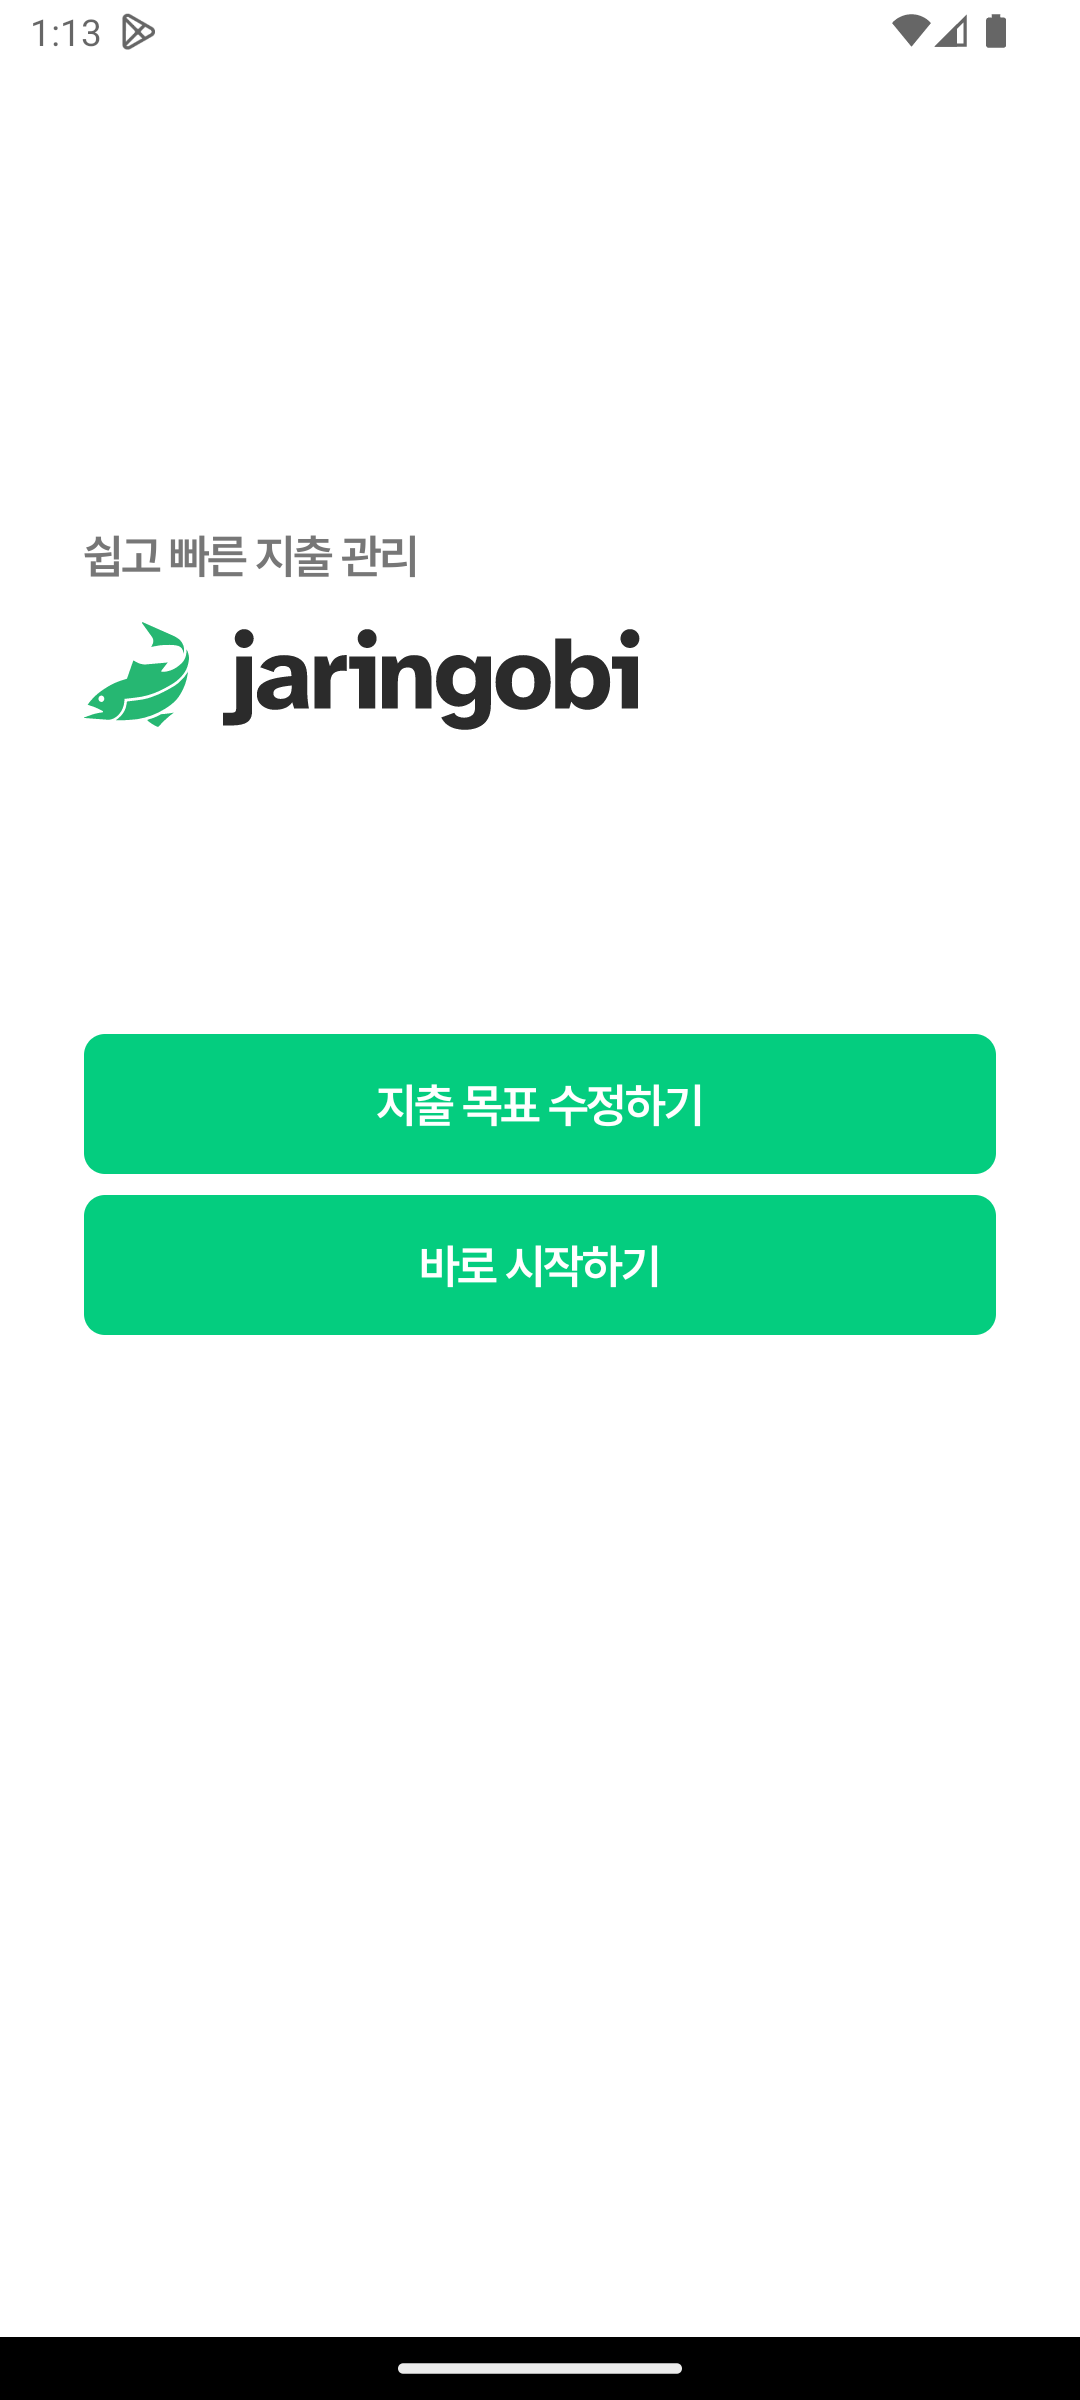 1:13
쉽고 빠른 지출 관리
jaringobi
지출 목표 수정하기
바로 시작하기